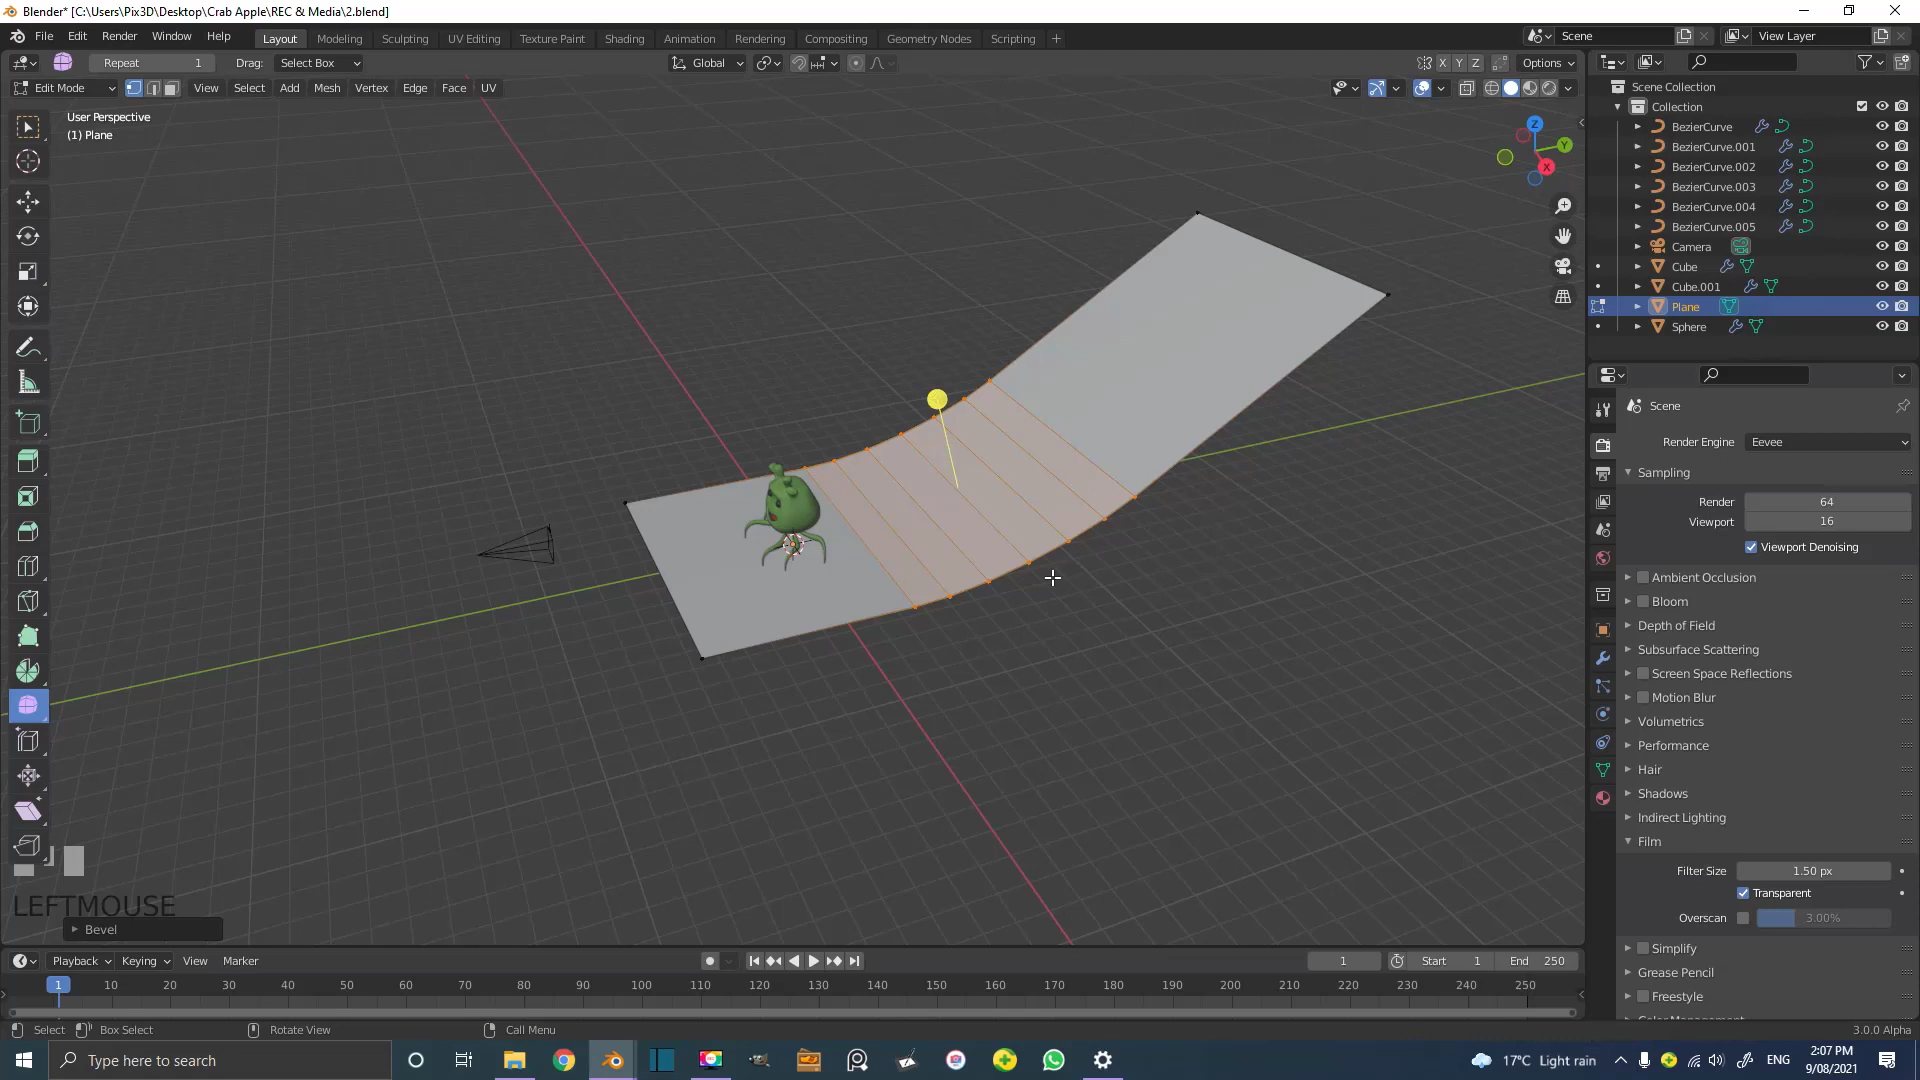 Blender* [C:\Users\Pix3D\Desktop\Crab Apple\REC & Media\2.blend]
File Edit Render Window Help Layout Modeling Sculpting UV Editing Texture Paint Shading Animation Rendering Compositing Geometry Nodes Scripting + Scene View Layer
Repeat 1 Drag: Select Box Global X Y Z Options
Edit Mode View Select Add Mesh Vertex Edge Face UV
User Perspective
(1) Plane
Z
Y
X
Scene Collection
Collection
BezierCurve
BezierCurve.001
BezierCurve.002
BezierCurve.003
BezierCurve.004
BezierCurve.005
Camera
Cube
Cube.001
Plane
Sphere
Scene
Render Engine Eevee
Sampling
Render 64
Viewport 16
Viewport Denoising
Ambient Occlusion
Bloom
Depth of Field
Subsurface Scattering
Screen Space Reflections
Motion Blur
Volumetrics
Performance
Hair
Shadows
Indirect Lighting
Film
Filter Size 1.50 px
Transparent
Overscan 3.00%
Simplify
Grease Pencil
Freestyle
Color Management
LEFTMOUSE
Bevel
Playback Keying View Marker 1 Start 1 End 250
1 10 20 30 40 50 60 70 80 90 100 110 120 130 140 150 160 170 180 190 200 210 220 230 240 250
Select Box Select Rotate View Call Menu 3.0.0 Alpha
Type here to search 17°C Light rain ENG 2:07 PM
9/08/2021